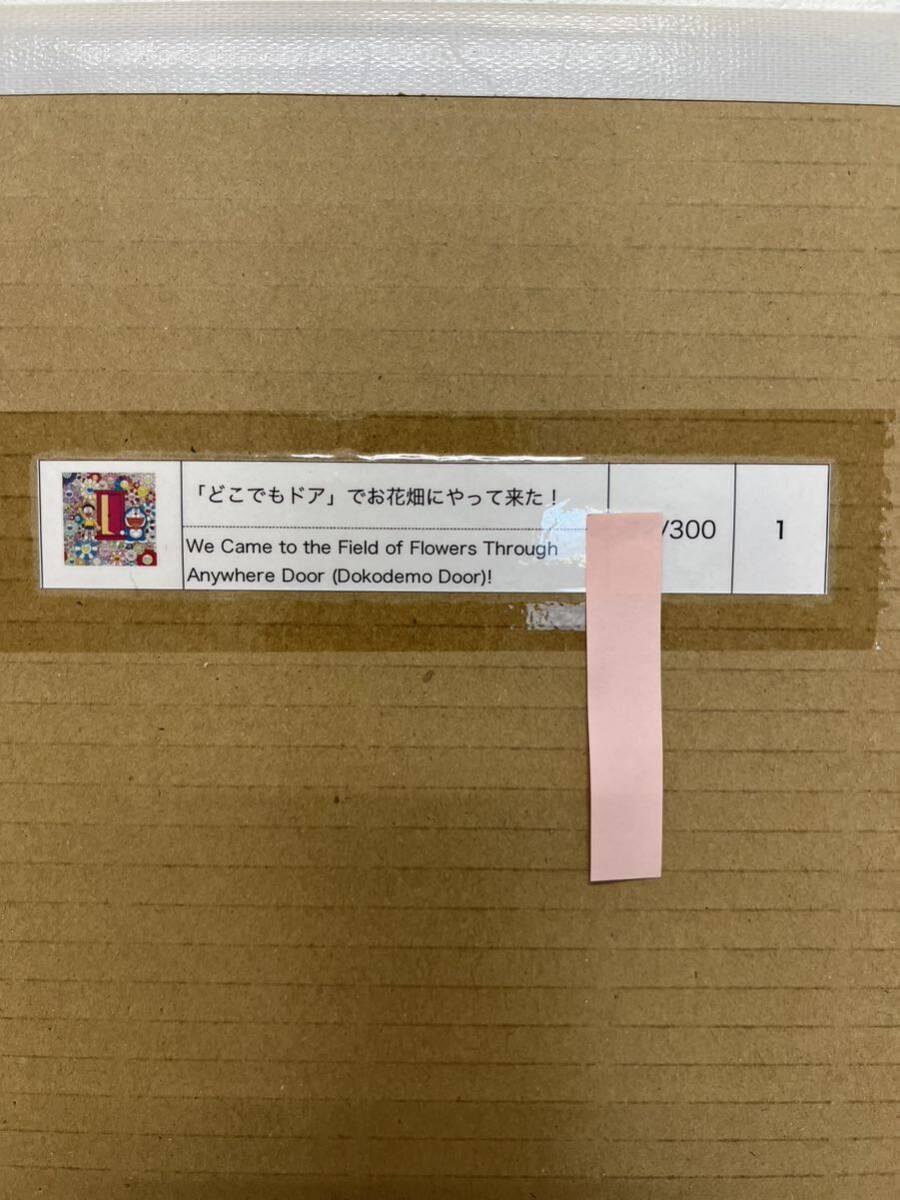 「どこでもドア」でお花畑にやって来た！
We Came to the Field of Flowers Through
Anywhere Door (Dokodemo Door)!
/300
1